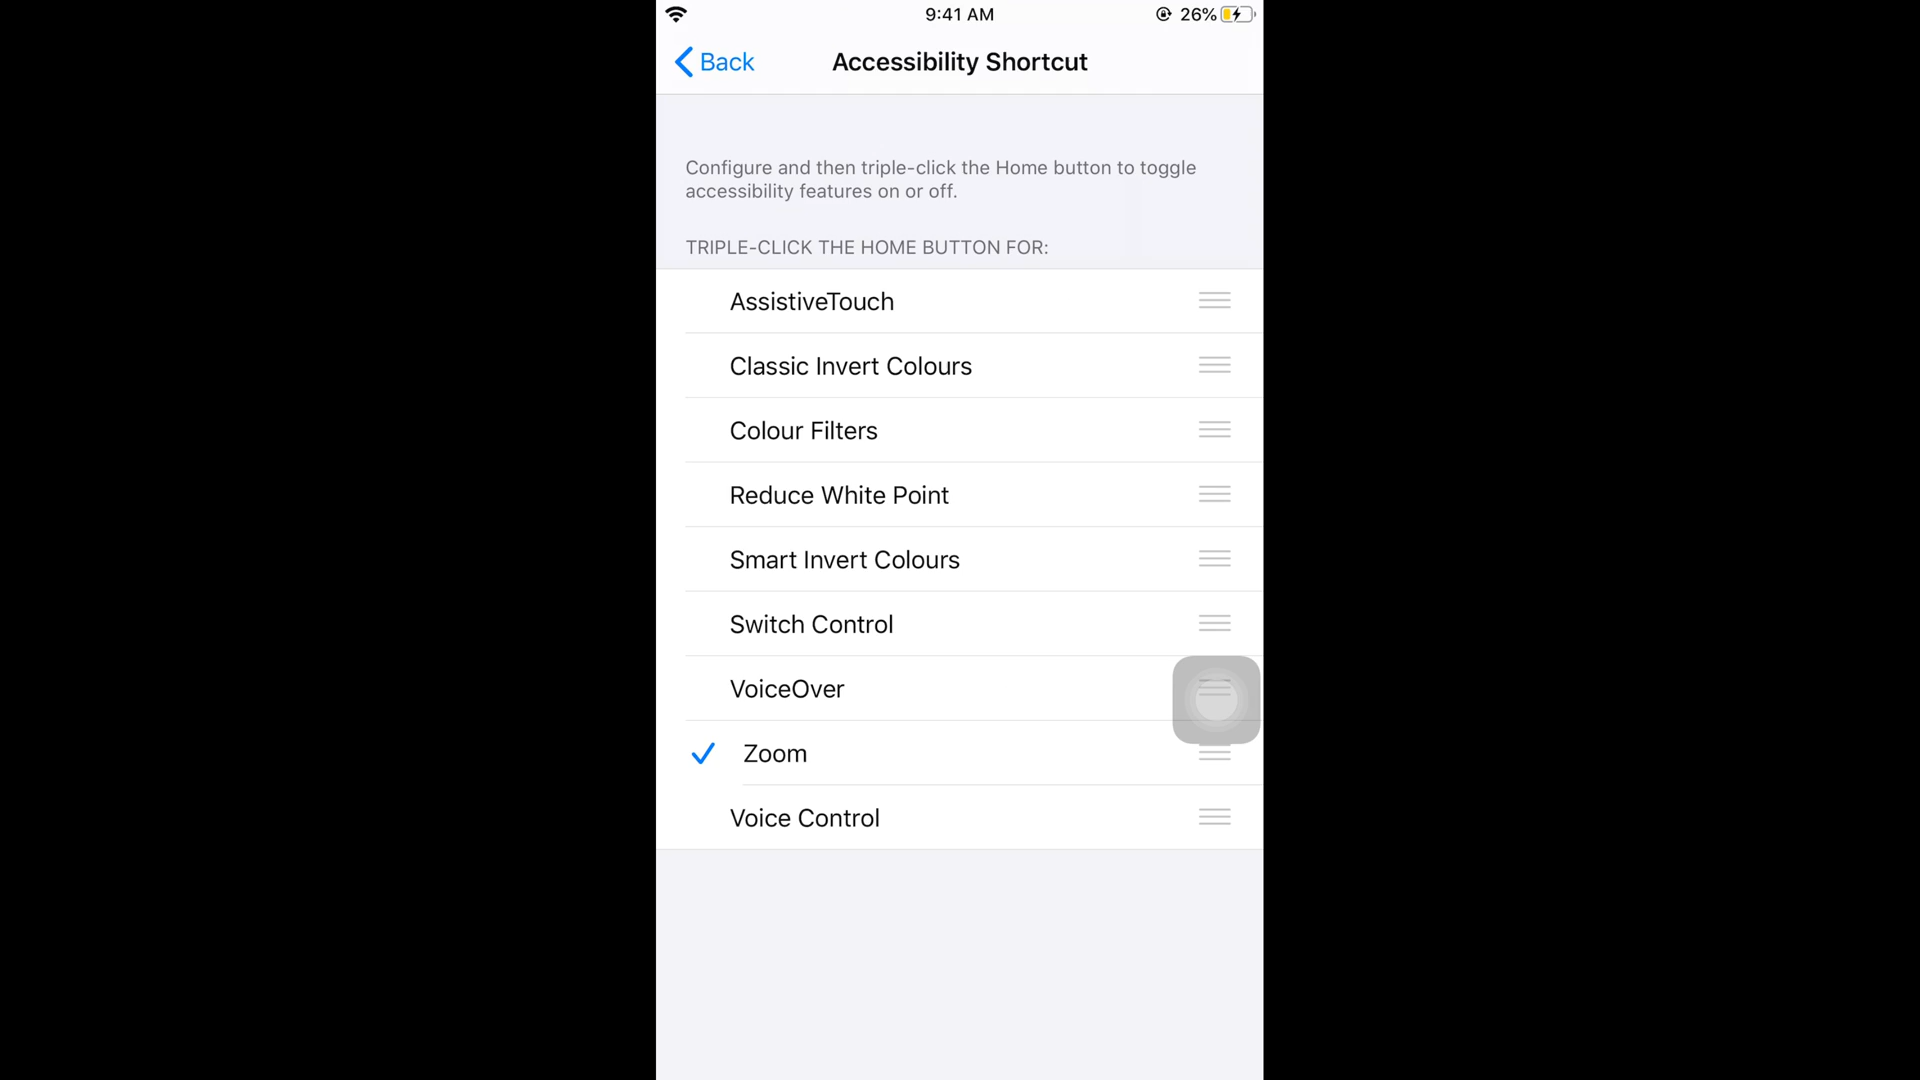 9:41 AM
26%
Back
Accessibility Shortcut
Configure and then triple-click the Home button to toggle
accessibility features on or off.
TRIPLE-CLICK THE HOME BUTTON FOR:
AssistiveTouch
Classic Invert Colours
Colour Filters
Reduce White Point
Smart Invert Colours
Switch Control
VoiceOver
Zoom
Voice Control